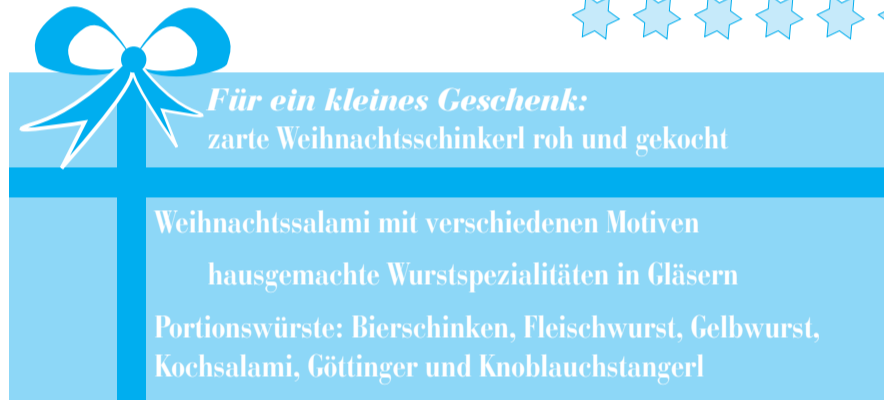 Für ein kleines Geschenk:
zarte Weihnachtsschinkerl roh und gekocht
Weihnachtssalami mit verschiedenen Motiven
hausgemachte Wurstspezialitäten in Gläsern
Portionswürste: Bierschinken, Fleischwurst, Gelbwurst,
Kochsalami, Göttinger und Knoblauchstangerl